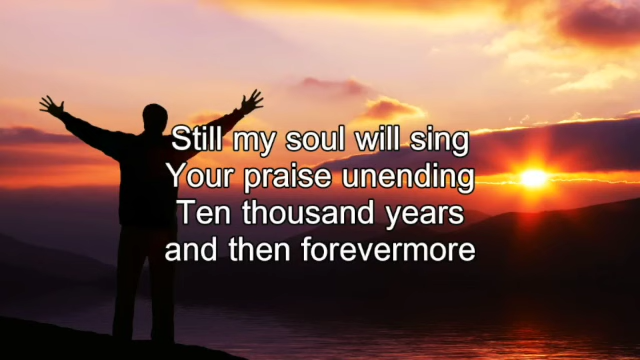 Still my soul will sing
Your praise unending
Ten thousand years
and then forevermore